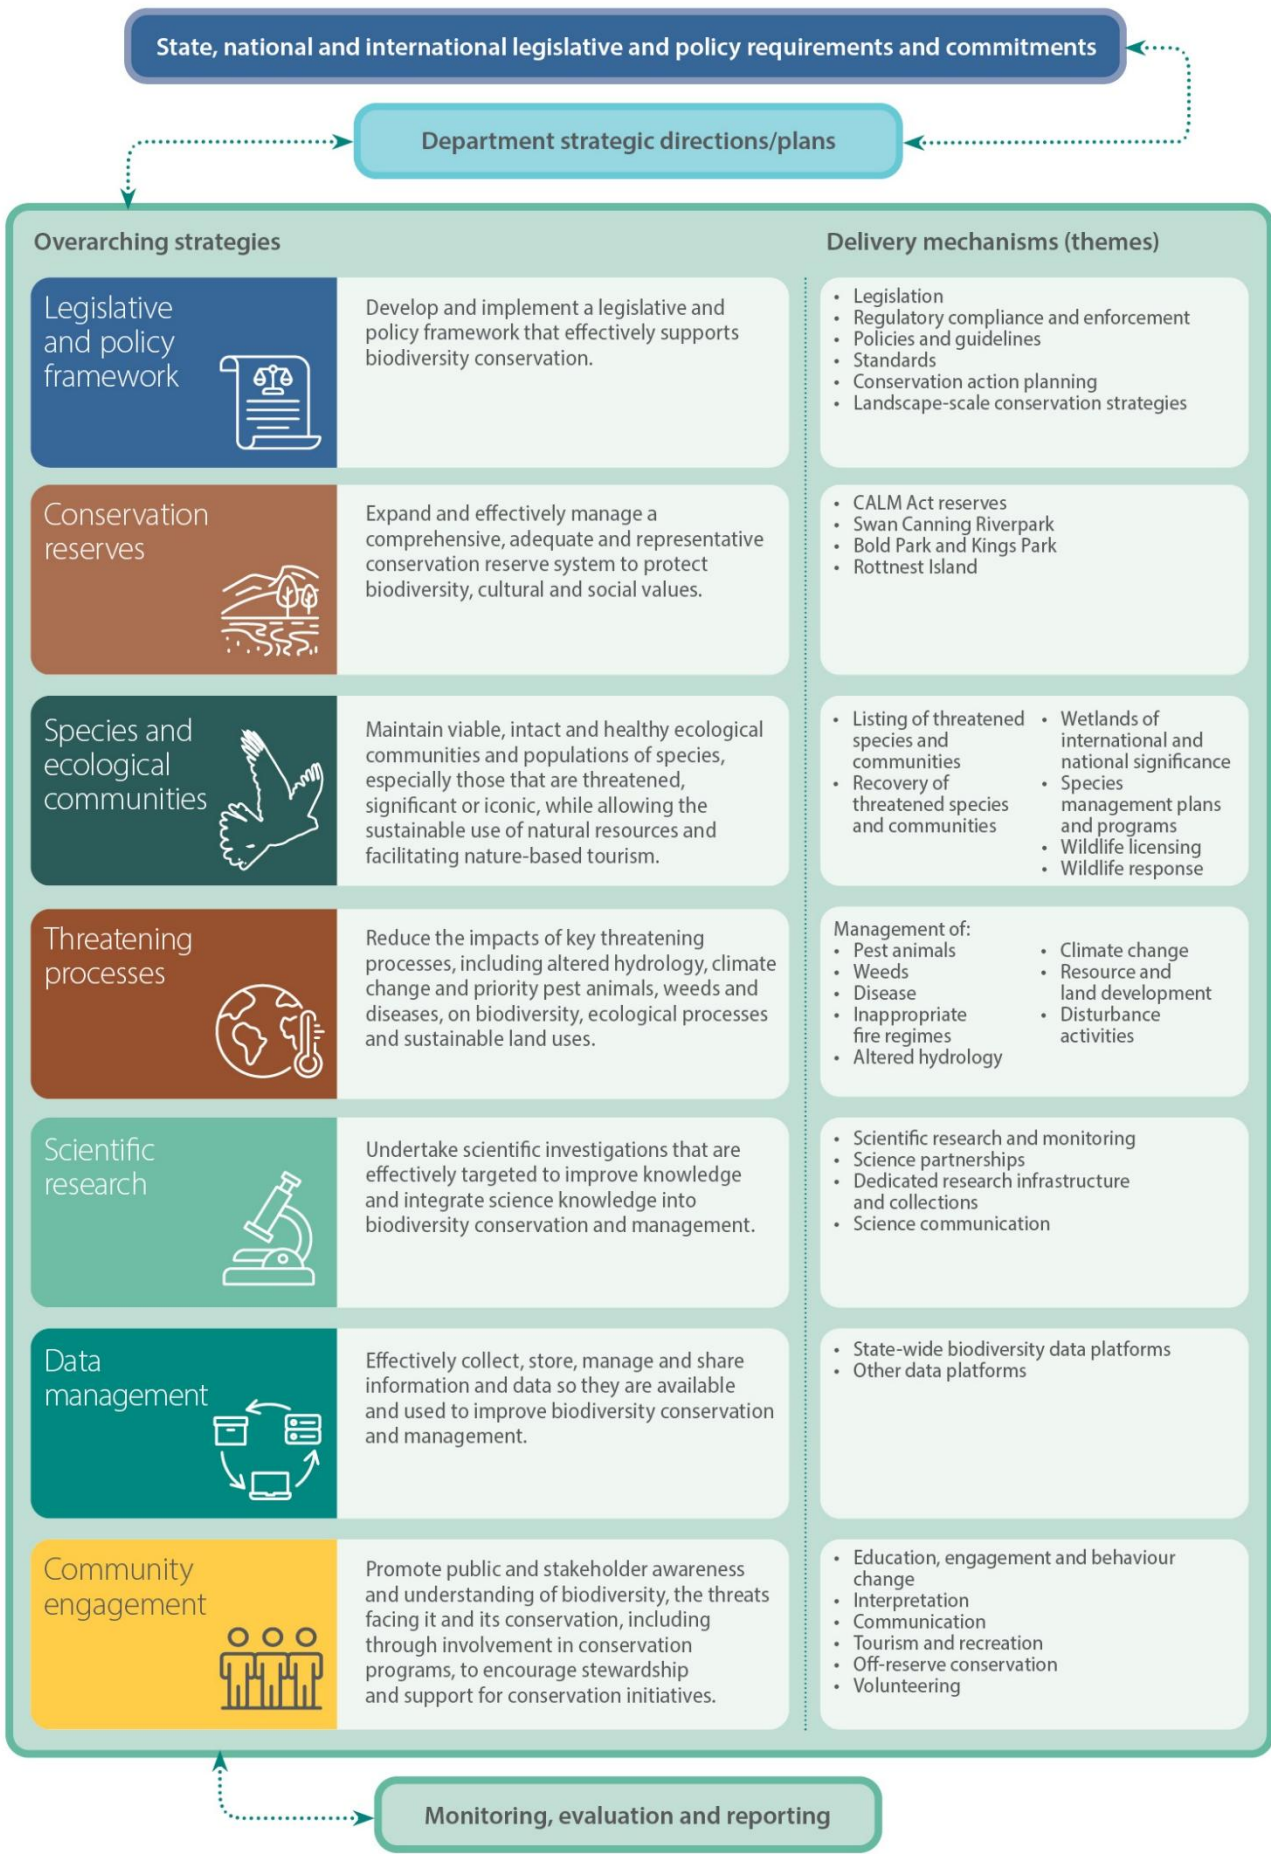 State, national and international legislative and policy requirements and commitments
Department strategic directions/plans
Overarching strategies
Delivery mechanisms (themes)
Legislative
and policy
framework
Develop and implement a legislative and
policy framework that effectively supports
biodiversity conservation.
• Legislation
• Regulatory compliance and enforcement
• Policies and guidelines
• Standards
• Conservation action planning
• Landscape-scale conservation strategies
Conservation
reserves
Expand and effectively manage a
comprehensive, adequate and representative
conservation reserve system to protect
biodiversity, cultural and social values.
• CALM Act reserves
• Swan Canning Riverpark
• Bold Park and Kings Park
• Rottnest Island
Species and
ecological
communities
Maintain viable, intact and healthy ecological
communities and populations of species,
especially those that are threatened,
significant or iconic, while allowing the
sustainable use of natural resources and
facilitating nature-based tourism.
• Listing of threatened
species and
communities
• Recovery of
threatened species
and communities
• Wetlands of
international and
national significance
• Species
management plans
and programs
• Wildlife licensing
• Wildlife response
Threatening
processes
Reduce the impacts of key threatening
processes, including altered hydrology, climate
change and priority pest animals, weeds and
diseases, on biodiversity, ecological processes
and sustainable land uses.
Management of:
• Pest animals
• Weeds
• Disease
• Inappropriate
fire regimes
• Altered hydrology
• Climate change
• Resource and
land development
• Disturbance
activities
Scientific
research
Undertake scientific investigations that are
effectively targeted to improve knowledge
and integrate science knowledge into
biodiversity conservation and management.
• Scientific research and monitoring
• Science partnerships
• Dedicated research infrastructure
and collections
• Science communication
Data
management
Effectively collect, store, manage and share
information and data so they are available
and used to improve biodiversity conservation
and management.
• State-wide biodiversity data platforms
• Other data platforms
Community
engagement
Promote public and stakeholder awareness
and understanding of biodiversity, the threats
facing it and its conservation, including
through involvement in conservation
programs, to encourage stewardship
and support for conservation initiatives.
• Education, engagement and behaviour
change
• Interpretation
• Communication
• Tourism and recreation
• Off-reserve conservation
• Volunteering
Monitoring, evaluation and reporting